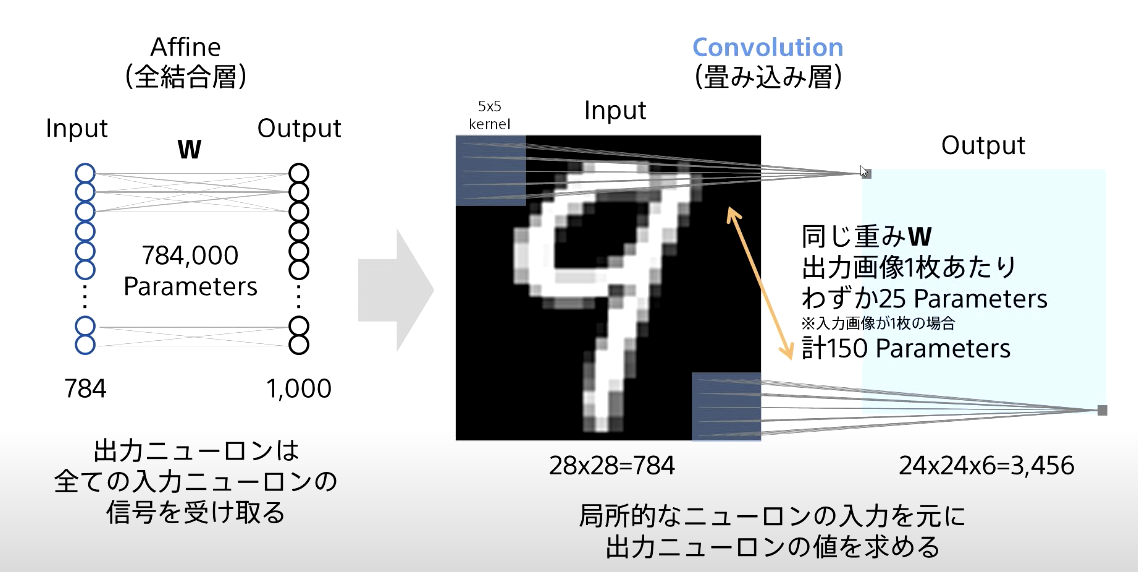 Affine
(全結合層)
Input
Output
W
784,000
Parameters
784
1,000
出力ニューロンは
全ての入力ニューロンの
信号を受け取る
Convolution
(畳み込み層)
5x5
kernel
Input
Output
同じ重みW
出力画像1枚あたり
わずか25 Parameters
※入力画像が1枚の場合
計150 Parameters
28x28=784
24x24x6=3,456
局所的なニューロンの入力を元に
出力ニューロンの値を求める